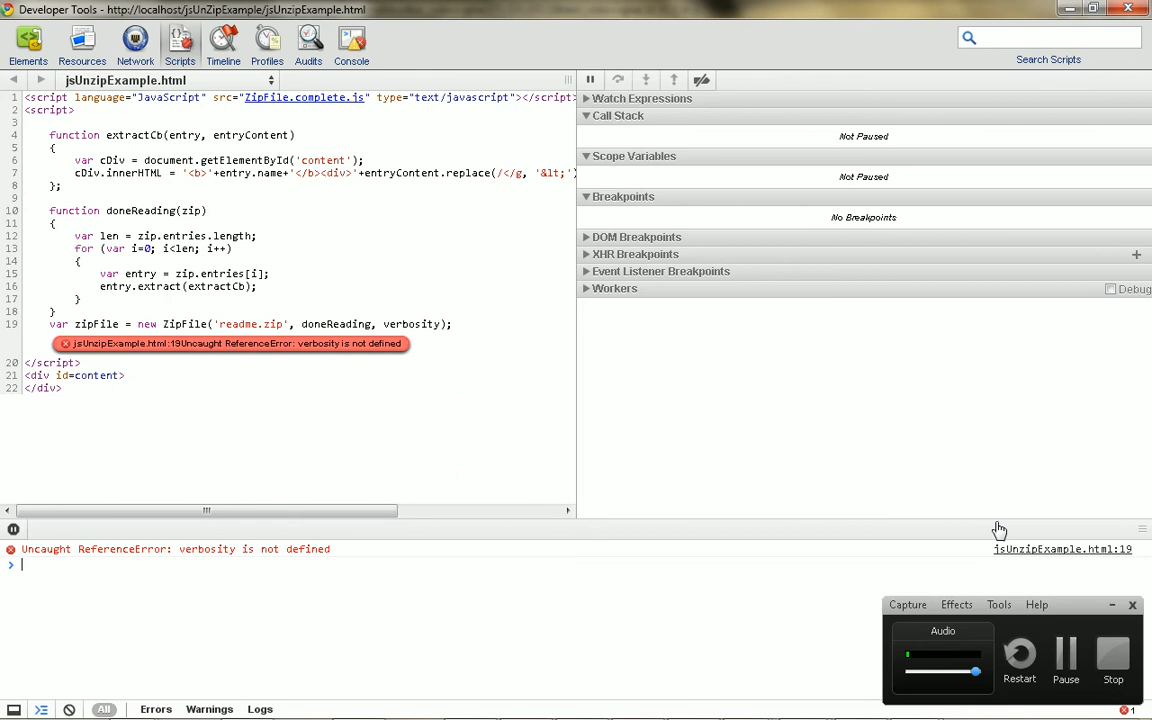 Developer Tools - http://localhost/jsUnZipExample/jsUnzipExample.html
Elements Resources Network Scripts Timeline Profiles Audits Console Search Scripts
jsUnzipExample.html
1 <script language="JavaScript" src="ZipFile.complete.js" type="text/javascript"></script>
2 <script>
3
4 function extractCb(entry, entryContent)
5 {
6 var cDiv = document.getElementById('content');
7 cDiv.innerHTML = '<b>'+entry.name+'</b><div>'+entryContent.replace(/</g, '&lt;')
8 };
9
10 function doneReading(zip)
11 {
12 var len = zip.entries.length;
13 for (var i=0; i<len; i++)
14 {
15 var entry = zip.entries[i];
16 entry.extract(extractCb);
17 }
18 }
19 var zipFile = new ZipFile('readme.zip', doneReading, verbosity);
jsUnzipExample.html:19Uncaught ReferenceError: verbosity is not defined
20 </script>
21 <div id=content>
22 </div>
Watch Expressions
Call Stack
Not Paused
Scope Variables
Not Paused
Breakpoints
No Breakpoints
DOM Breakpoints
XHR Breakpoints
Event Listener Breakpoints
Workers Debug
Uncaught ReferenceError: verbosity is not defined jsUnzipExample.html:19
>
Capture Effects Tools Help
Audio
Restart Pause Stop
All Errors Warnings Logs 1